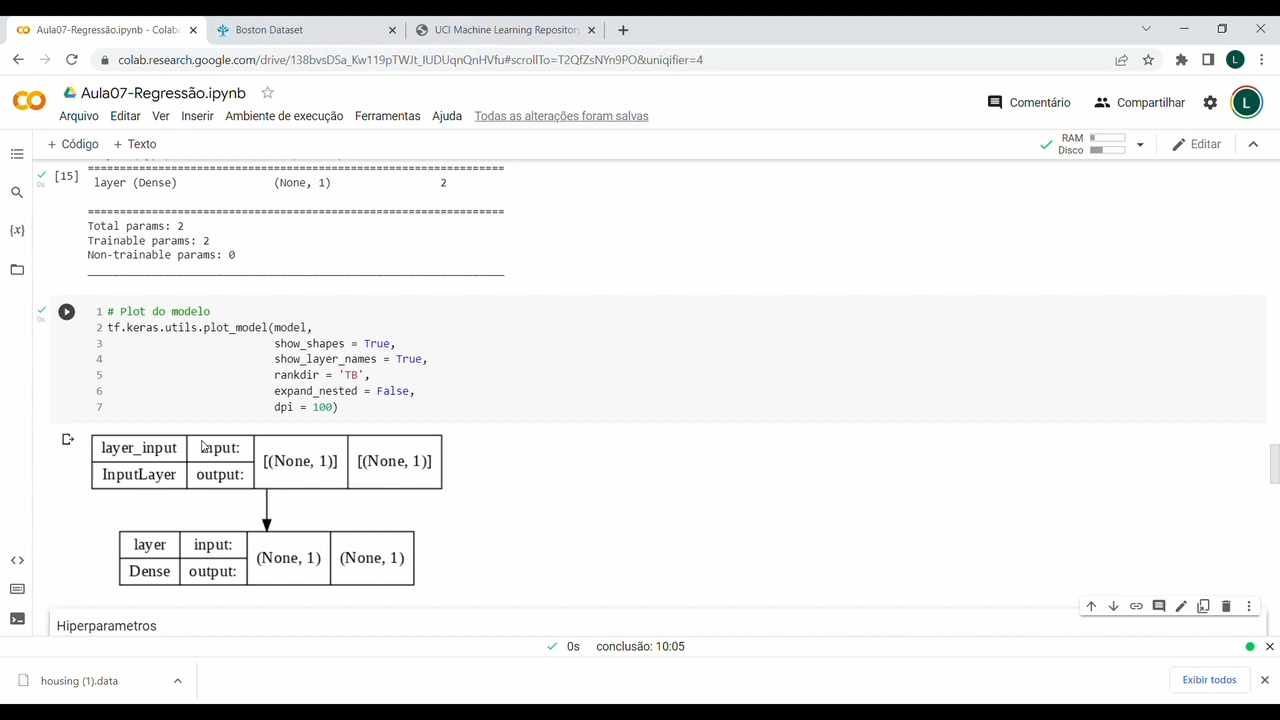 Aula07-Regressão.ipynb - Colab
Boston Dataset
UCI Machine Learning Repository
colab.research.google.com/drive/138bvsDSa_Kw119pTWJt_IUDUqnQnHVfu#scrollTo=T2QfZsNYn9PO&uniqifier=4
L
Aula07-Regressão.ipynb
Comentário
Compartilhar
L
Arquivo Editar Ver Inserir Ambiente de execução Ferramentas Ajuda Todas as alterações foram salvas
+ Código + Texto
RAM
Disco
Editar
=================================================================
[15]
0s
layer (Dense) (None, 1) 2
=================================================================
Total params: 2
Trainable params: 2
Non-trainable params: 0
_________________________________________________________________
0s
1 # Plot do modelo
2 tf.keras.utils.plot_model(model,
3 show_shapes = True,
4 show_layer_names = True,
5 rankdir = 'TB',
6 expand_nested = False,
7 dpi = 100)
layer_input input: [(None, 1)] [(None, 1)]
InputLayer output:
layer input: (None, 1) (None, 1)
Dense output:
Hiperparametros
0s conclusão: 10:05
housing (1).data
Exibir todos